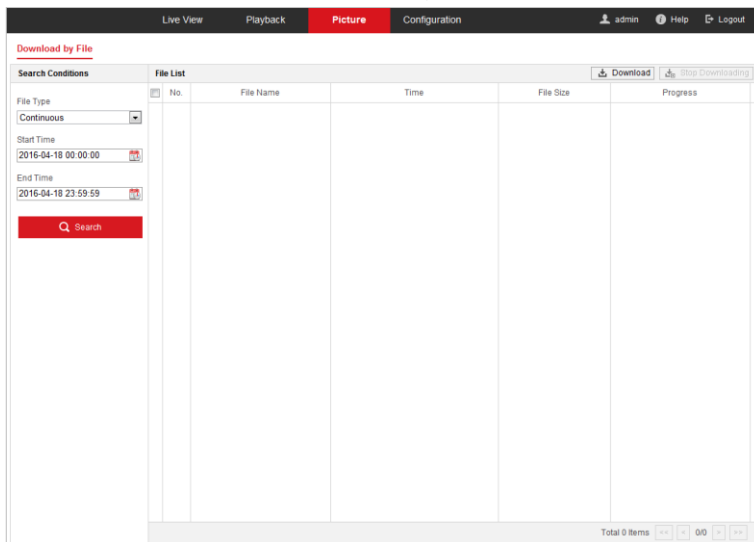 Live View Playback Picture Configuration admin Help Logout
Download by File
Search Conditions
File Type
Continuous
Start Time
2016-04-18 00:00:00
End Time
2016-04-18 23:59:59
Search
File List Download Stop Downloading
No. File Name Time File Size Progress
Total 0 Items << < 0/0 > >>